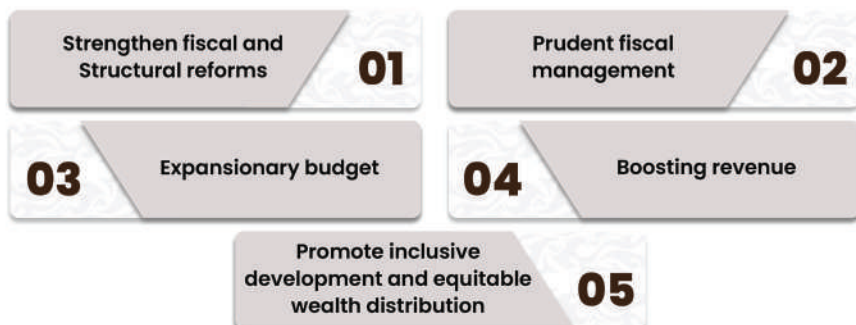 Strengthen fiscal and
Structural reforms
01
Prudent fiscal
management
02
03
Expansionary budget
04
Boosting revenue
Promote inclusive
development and equitable
wealth distribution
05